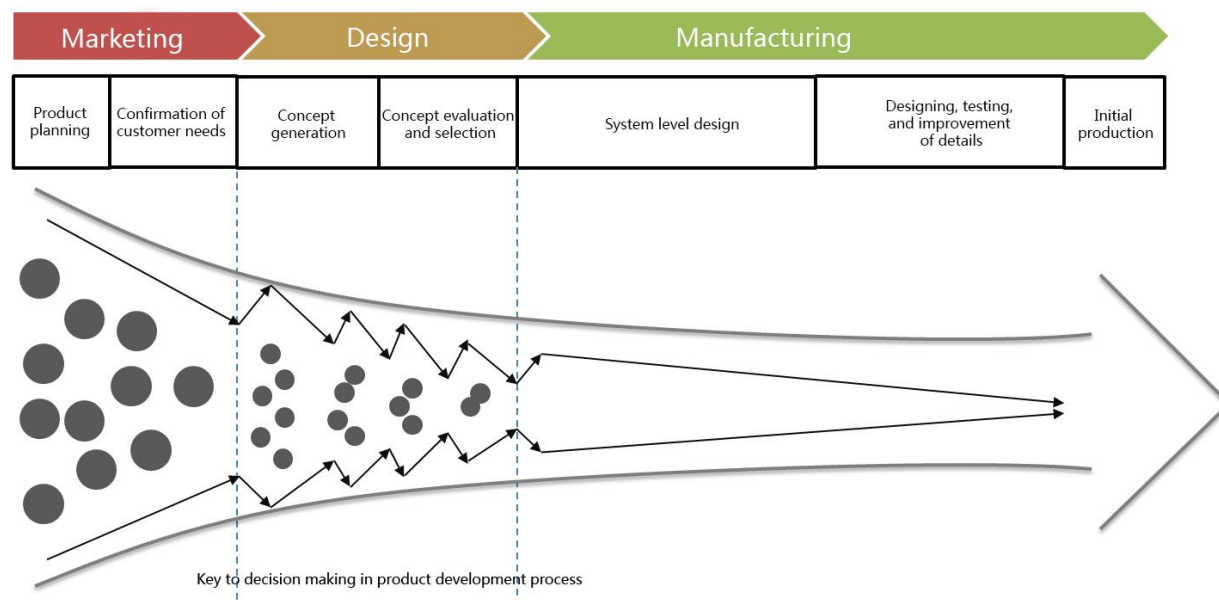 Marketing
Design
Manufacturing
Product
planning
Confirmation of
customer needs
Concept
generation
Concept evaluation
and selection
System level design
Designing, testing,
and improvement
of details
Initial
production
Key to decision making in product development process